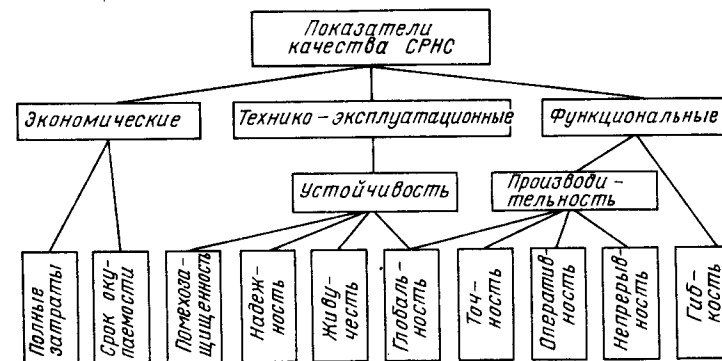 Показатели
качества СРНС
Экономические
Технико-эксплуатационные
Функциональные
Устойчивость
Производи-
тельность
Полные
затраты
Срок оку-
паемости
Помехоза-
щищенность
Надеж-
ность
Живу-
честь
Глобаль-
ность
Точ-
ность
Оператив-
ность
Непрерыв-
ность
Гиб-
кость